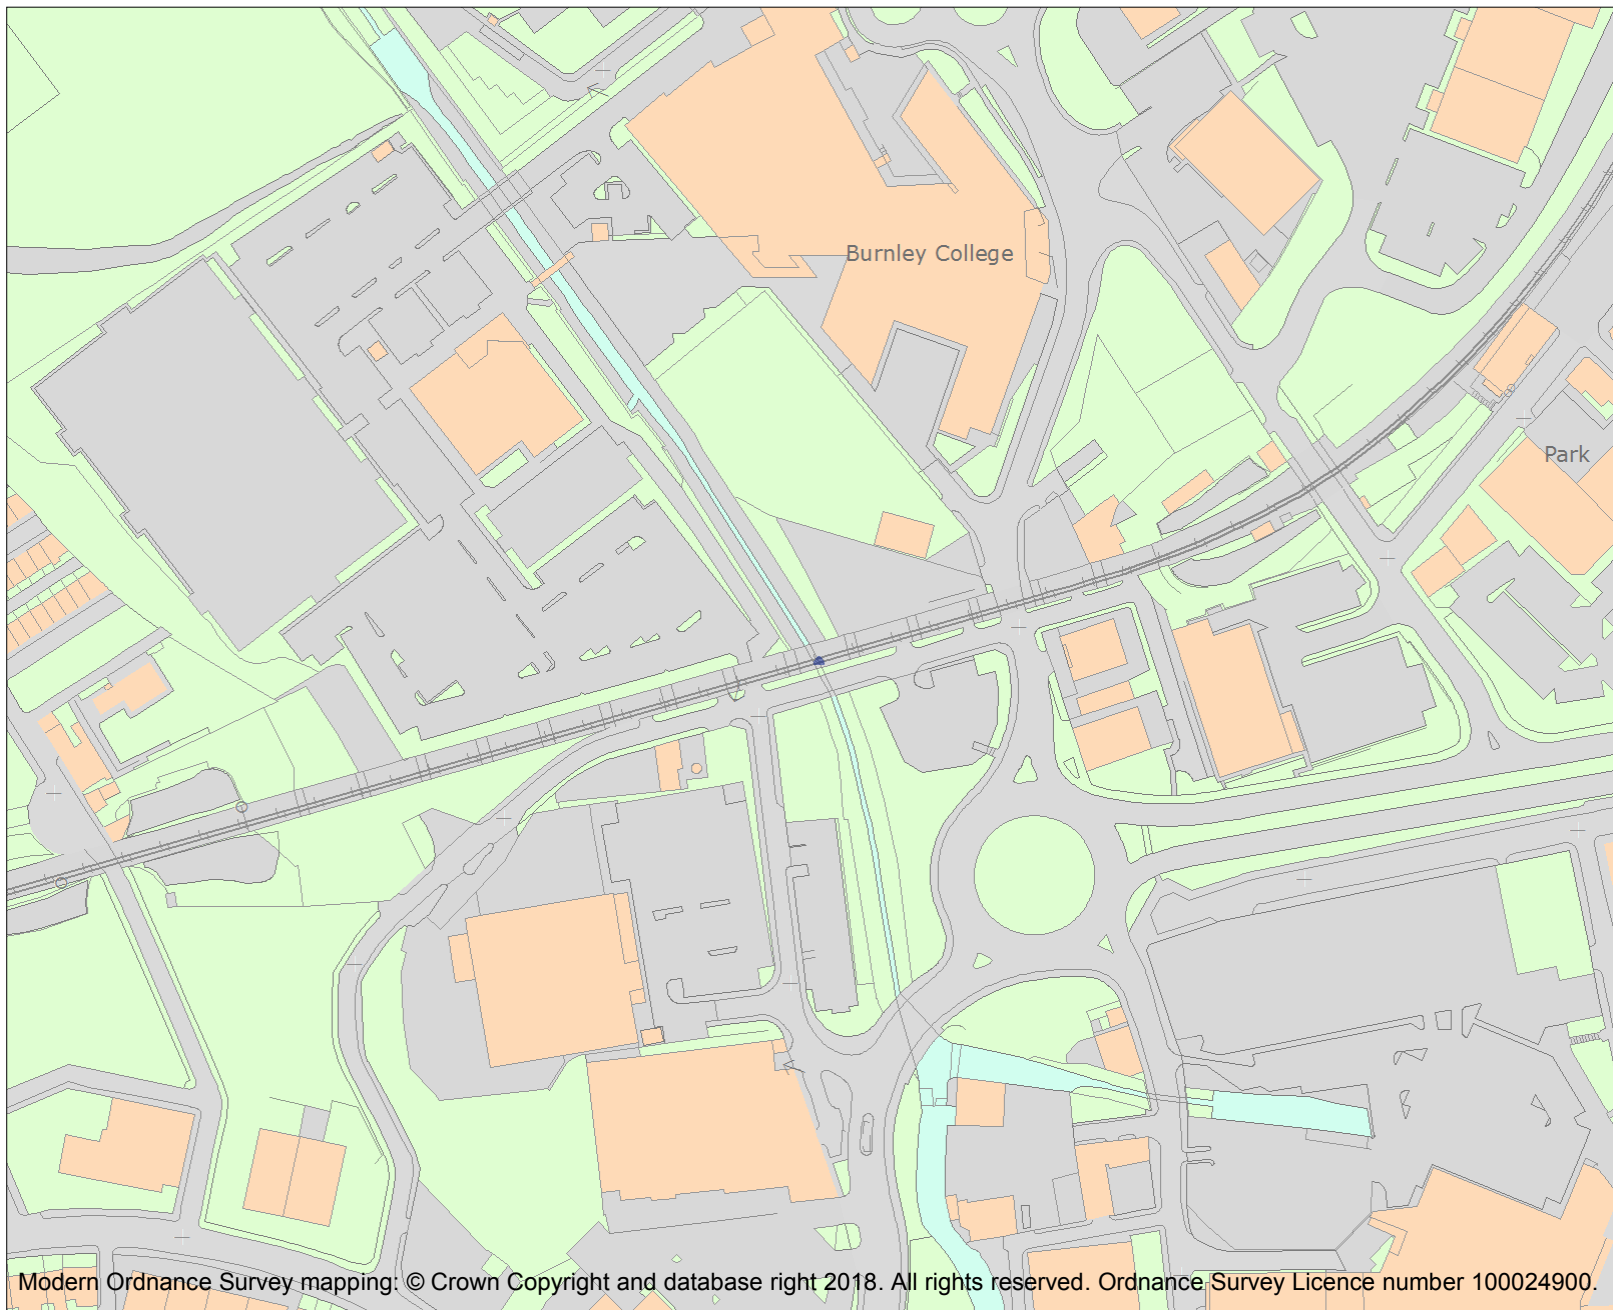 Burnley College
Park
Modern Ordnance Survey mapping: © Crown Copyright and database right 2018. All rights reserved. Ordnance Survey Licence number 100024900.